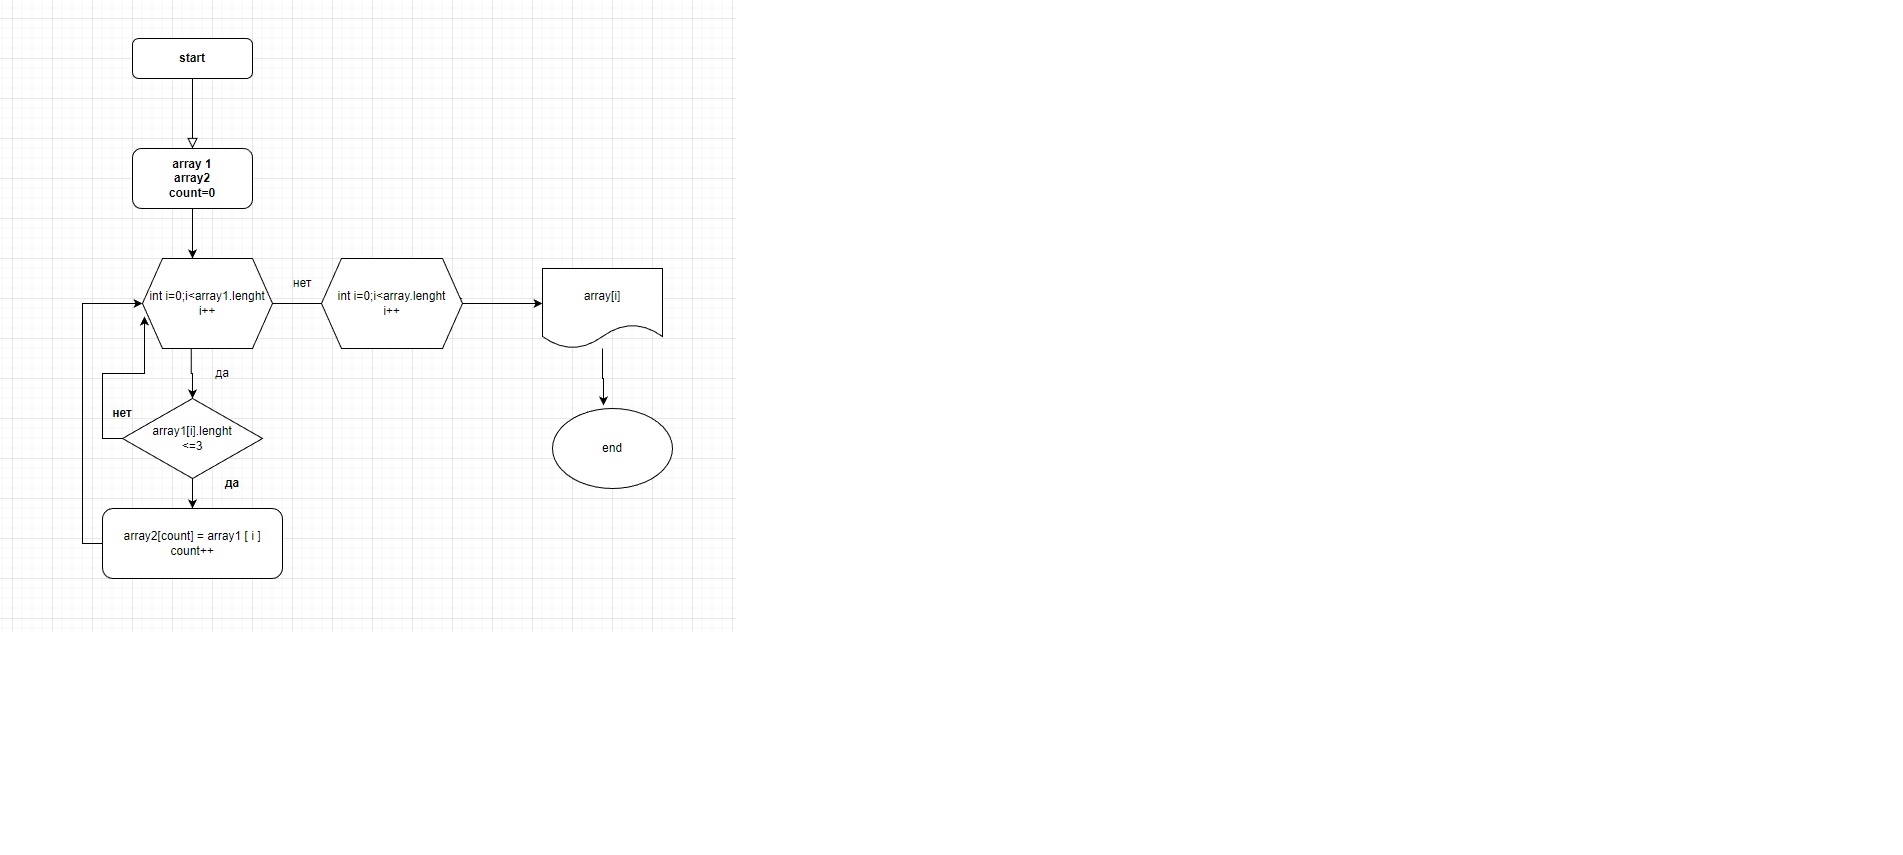 start
array 1
array2
count=0
int i=0;i<array1.lenght
i++
нет
int i=0;i<array.lenght
i++
array[i]
да
нет
array1[i].lenght
<=3
end
да
array2[count] = array1 [ i ]
count++